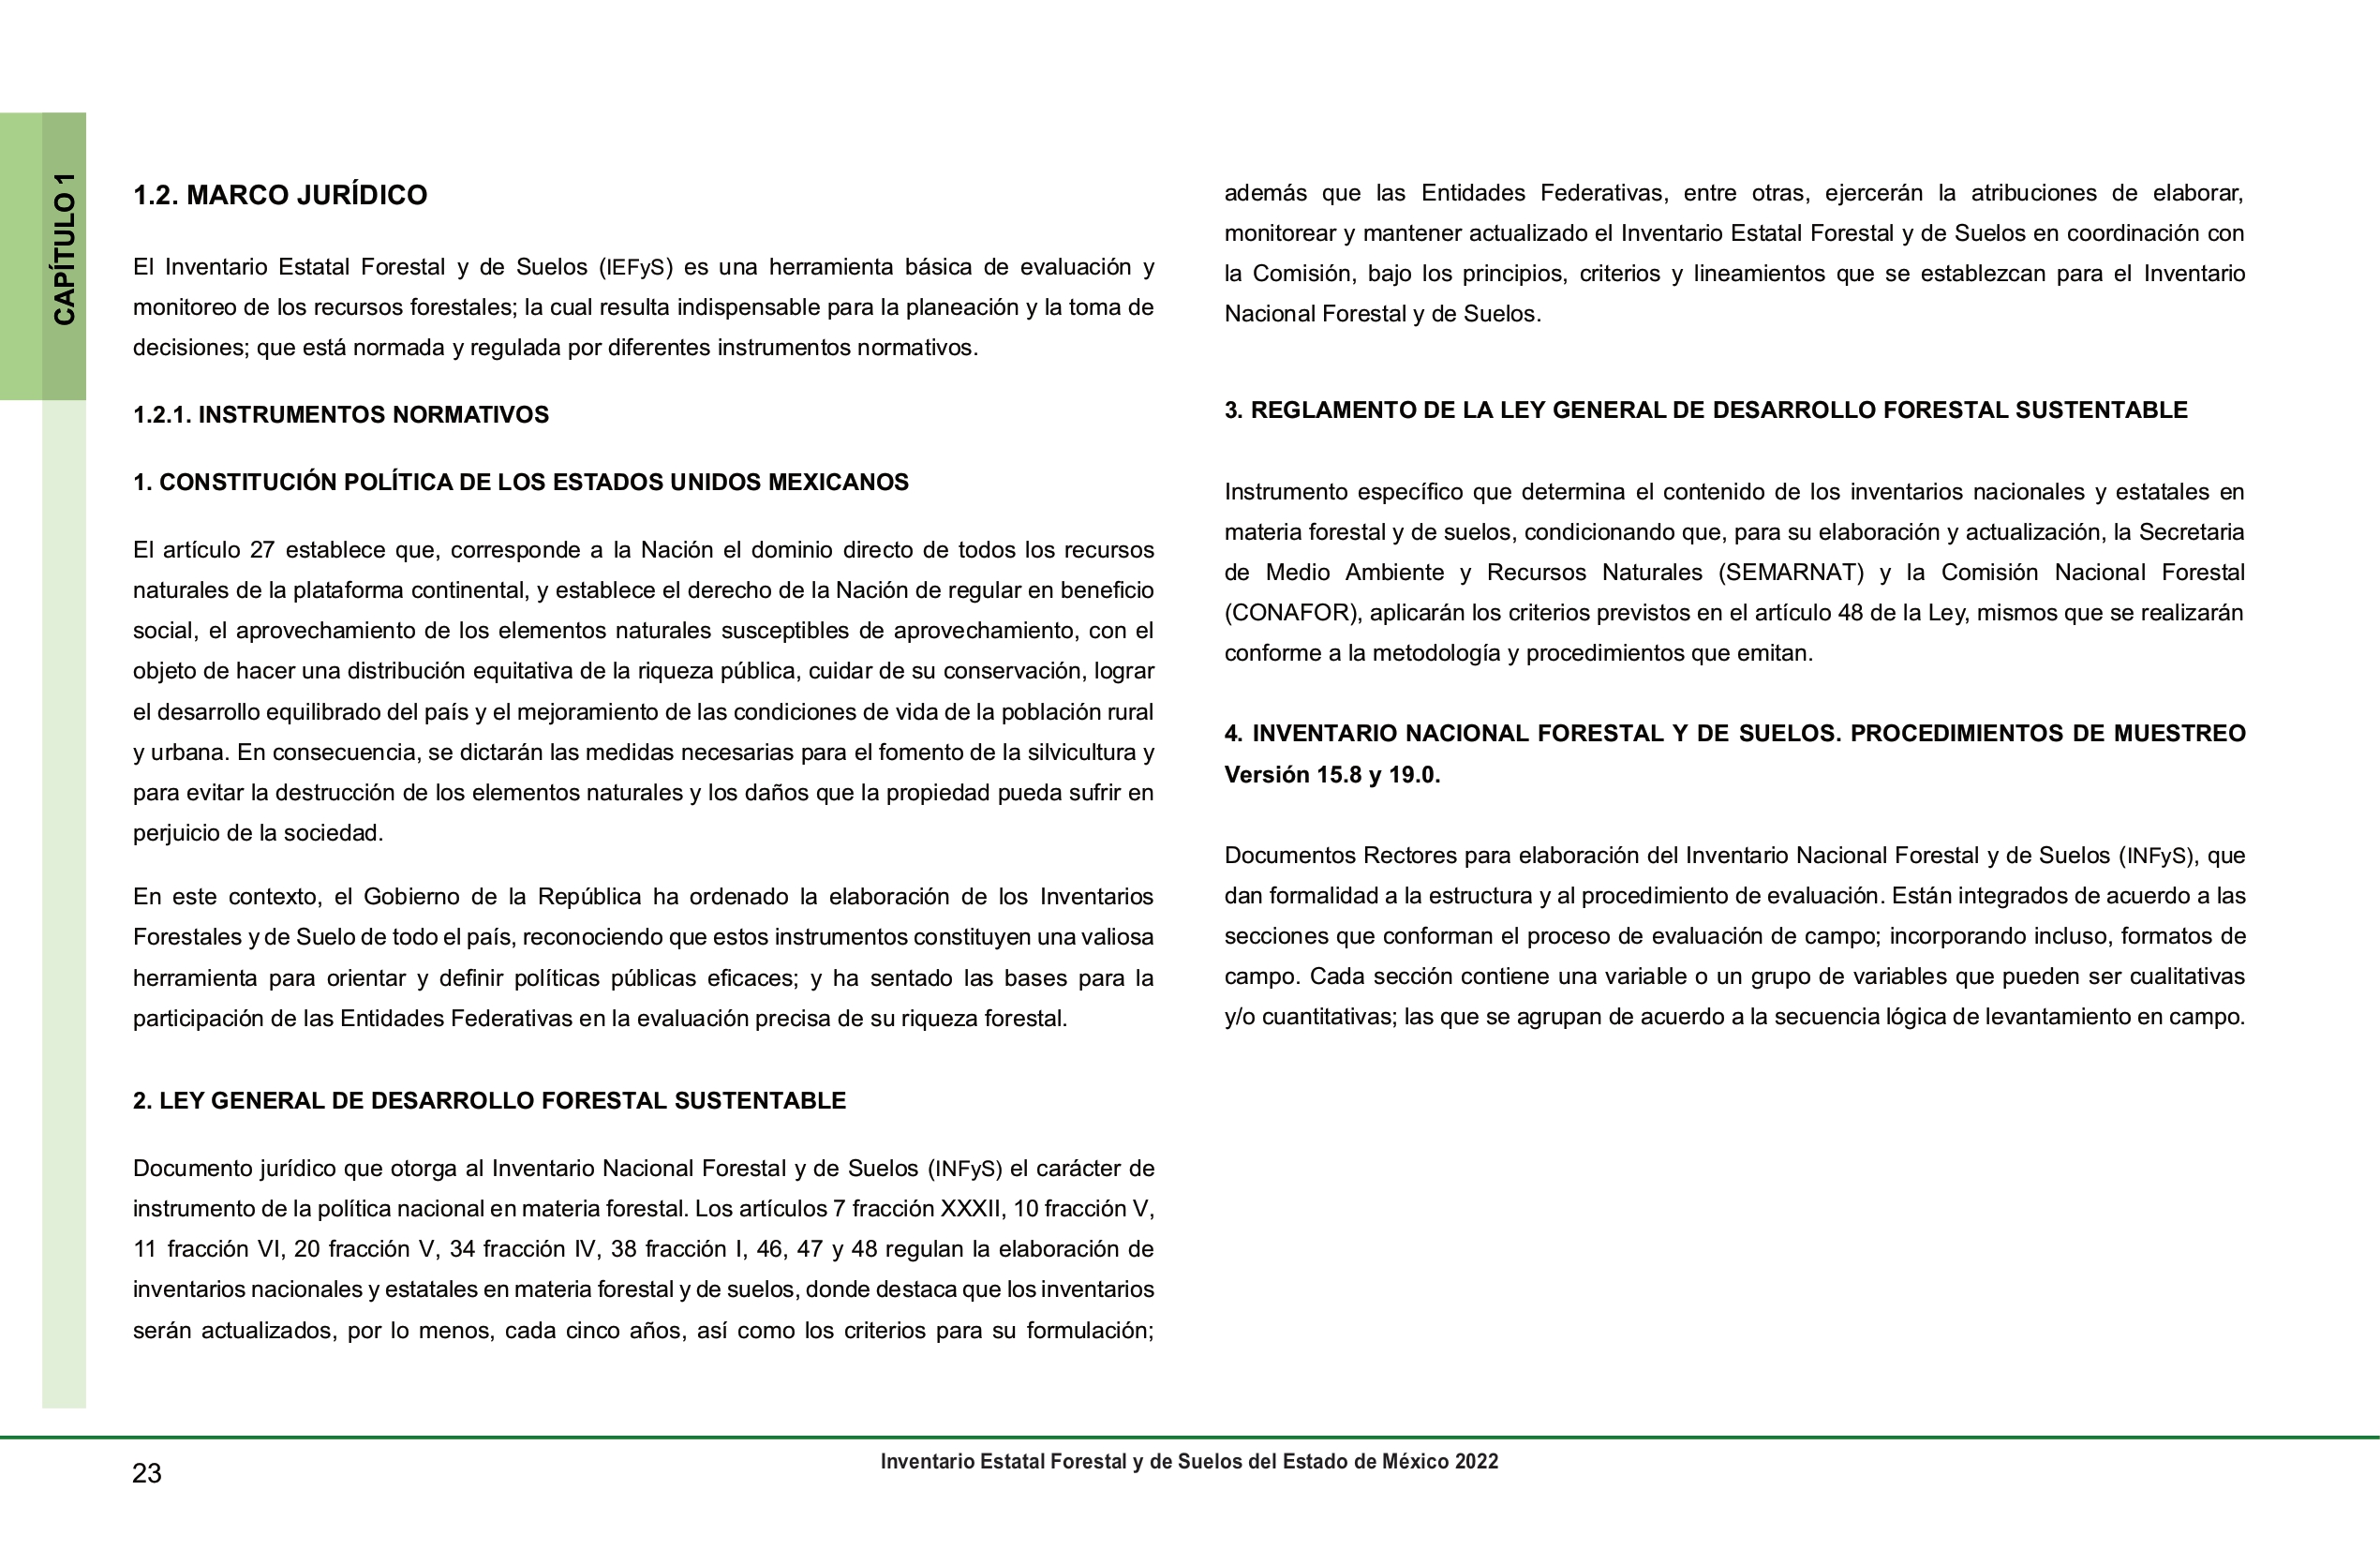 CAPÍTULO 1
1.2. MARCO JURÍDICO
El Inventario Estatal Forestal y de Suelos (IEFyS) es una herramienta básica de evaluación y
monitoreo de los recursos forestales; la cual resulta indispensable para la planeación y la toma de
decisiones; que está normada y regulada por diferentes instrumentos normativos.
1.2.1. INSTRUMENTOS NORMATIVOS
1. CONSTITUCIÓN POLÍTICA DE LOS ESTADOS UNIDOS MEXICANOS
El artículo 27 establece que, corresponde a la Nación el dominio directo de todos los recursos
naturales de la plataforma continental, y establece el derecho de la Nación de regular en beneficio
social, el aprovechamiento de los elementos naturales susceptibles de aprovechamiento, con el
objeto de hacer una distribución equitativa de la riqueza pública, cuidar de su conservación, lograr
el desarrollo equilibrado del país y el mejoramiento de las condiciones de vida de la población rural
y urbana. En consecuencia, se dictarán las medidas necesarias para el fomento de la silvicultura y
para evitar la destrucción de los elementos naturales y los daños que la propiedad pueda sufrir en
perjuicio de la sociedad.
En este contexto, el Gobierno de la República ha ordenado la elaboración de los Inventarios
Forestales y de Suelo de todo el país, reconociendo que estos instrumentos constituyen una valiosa
herramienta para orientar y definir políticas públicas eficaces; y ha sentado las bases para la
participación de las Entidades Federativas en la evaluación precisa de su riqueza forestal.
2. LEY GENERAL DE DESARROLLO FORESTAL SUSTENTABLE
Documento jurídico que otorga al Inventario Nacional Forestal y de Suelos (INFyS) el carácter de
instrumento de la política nacional en materia forestal. Los artículos 7 fracción XXXII, 10 fracción V,
11 fracción VI, 20 fracción V, 34 fracción IV, 38 fracción I, 46, 47 y 48 regulan la elaboración de
inventarios nacionales y estatales en materia forestal y de suelos, donde destaca que los inventarios
serán actualizados, por lo menos, cada cinco años, así como los criterios para su formulación;
además que las Entidades Federativas, entre otras, ejercerán la atribuciones de elaborar,
monitorear y mantener actualizado el Inventario Estatal Forestal y de Suelos en coordinación con
la Comisión, bajo los principios, criterios y lineamientos que se establezcan para el Inventario
Nacional Forestal y de Suelos.
3. REGLAMENTO DE LA LEY GENERAL DE DESARROLLO FORESTAL SUSTENTABLE
Instrumento específico que determina el contenido de los inventarios nacionales y estatales en
materia forestal y de suelos, condicionando que, para su elaboración y actualización, la Secretaria
de Medio Ambiente y Recursos Naturales (SEMARNAT) y la Comisión Nacional Forestal
(CONAFOR), aplicarán los criterios previstos en el artículo 48 de la Ley, mismos que se realizarán
conforme a la metodología y procedimientos que emitan.
4. INVENTARIO NACIONAL FORESTAL Y DE SUELOS. PROCEDIMIENTOS DE MUESTREO
Versión 15.8 y 19.0.
Documentos Rectores para elaboración del Inventario Nacional Forestal y de Suelos (INFyS), que
dan formalidad a la estructura y al procedimiento de evaluación. Están integrados de acuerdo a las
secciones que conforman el proceso de evaluación de campo; incorporando incluso, formatos de
campo. Cada sección contiene una variable o un grupo de variables que pueden ser cualitativas
y/o cuantitativas; las que se agrupan de acuerdo a la secuencia lógica de levantamiento en campo.
Inventario Estatal Forestal y de Suelos del Estado de México 2022
23